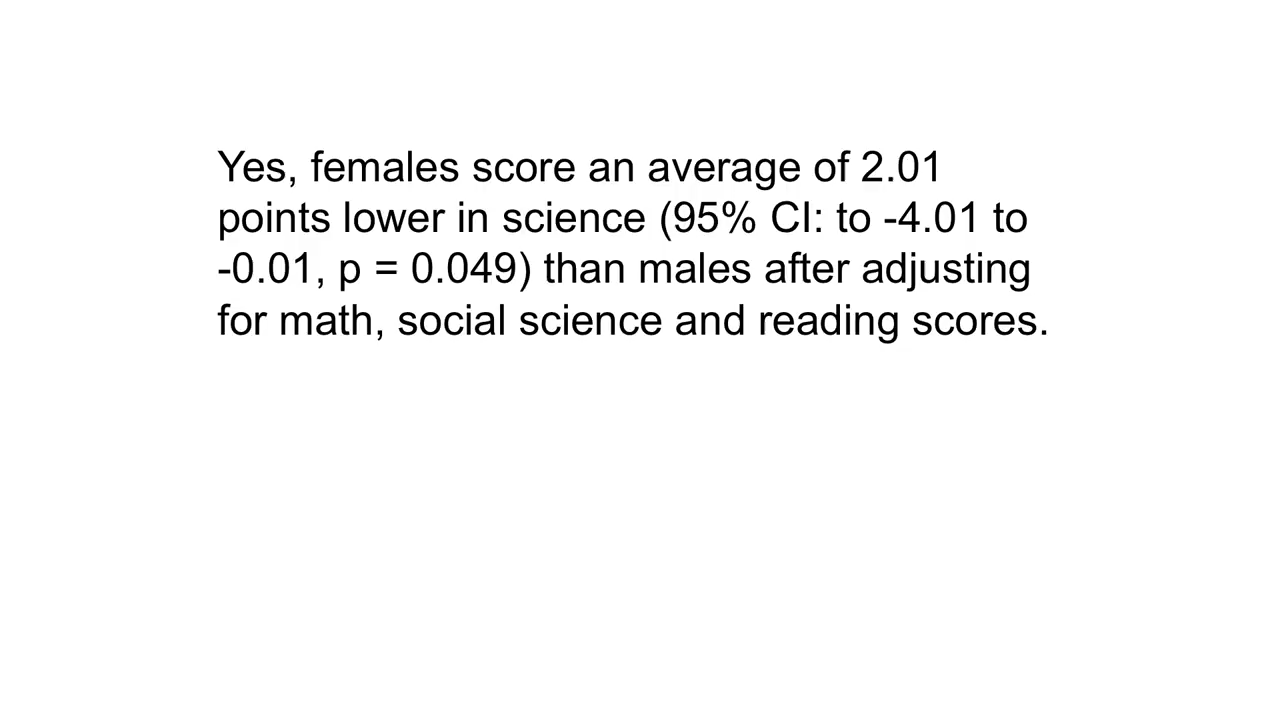 Yes, females score an average of 2.01
points lower in science (95% CI: to -4.01 to
-0.01, p = 0.049) than males after adjusting
for math, social science and reading scores.